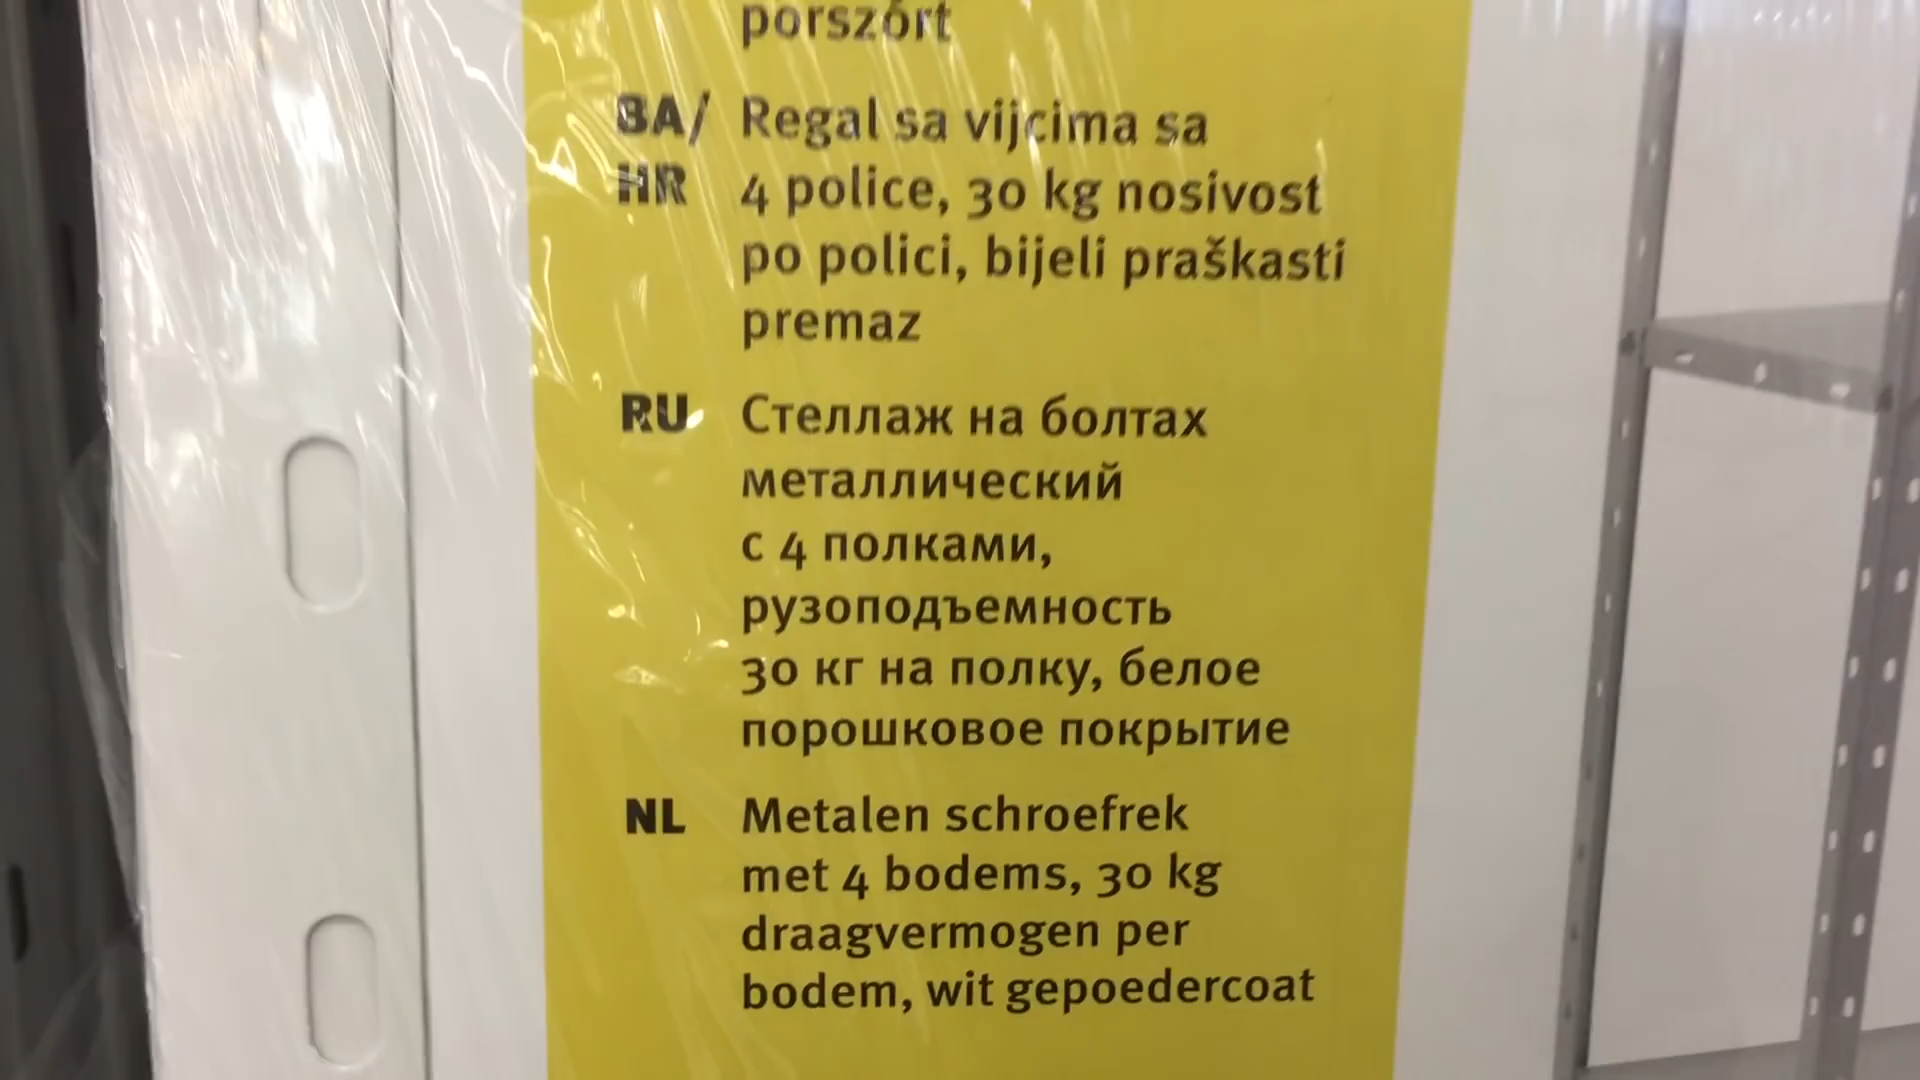 porszórt
BA/ Regal sa vijcima sa
HR 4 police, 30 kg nosivost
po polici, bijeli praškasti
premaz
RU Стеллаж на болтах
металлический
с 4 полками,
рузоподъемность
30 кг на полку, белое
порошковое покрытие
NL Metalen schroefrek
met 4 bodems, 30 kg
draagvermogen per
bodem, wit gepoedercoat